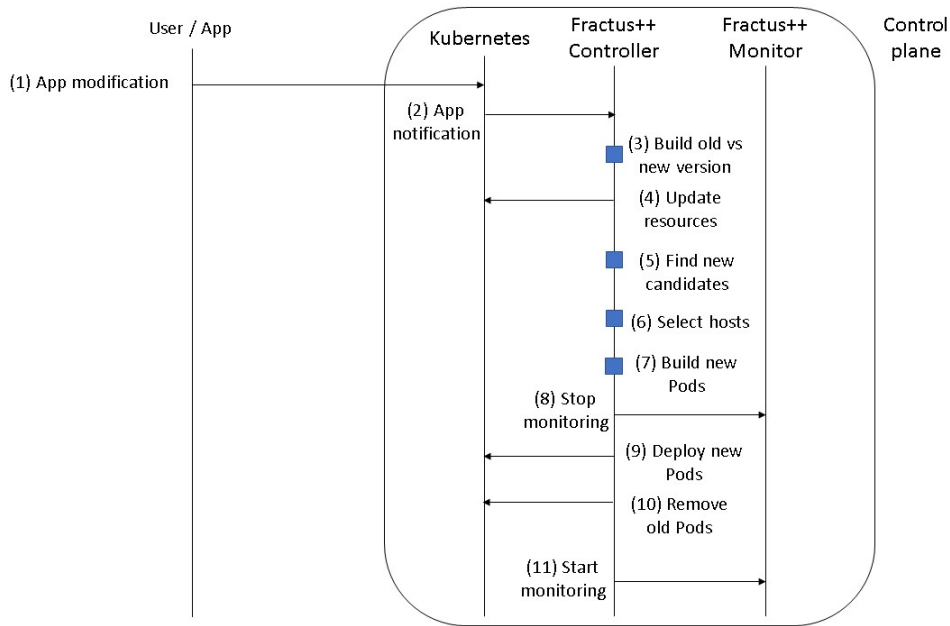 User / App
Kubernetes
Fractus++
Controller
Fractus++
Monitor
Control
plane
(1) App modification
(2) App
notification
(3) Build old vs
new version
(4) Update
resources
(5) Find new
candidates
(6) Select hosts
(7) Build new
Pods
(8) Stop
monitoring
(9) Deploy new
Pods
(10) Remove
old Pods
(11) Start
monitoring